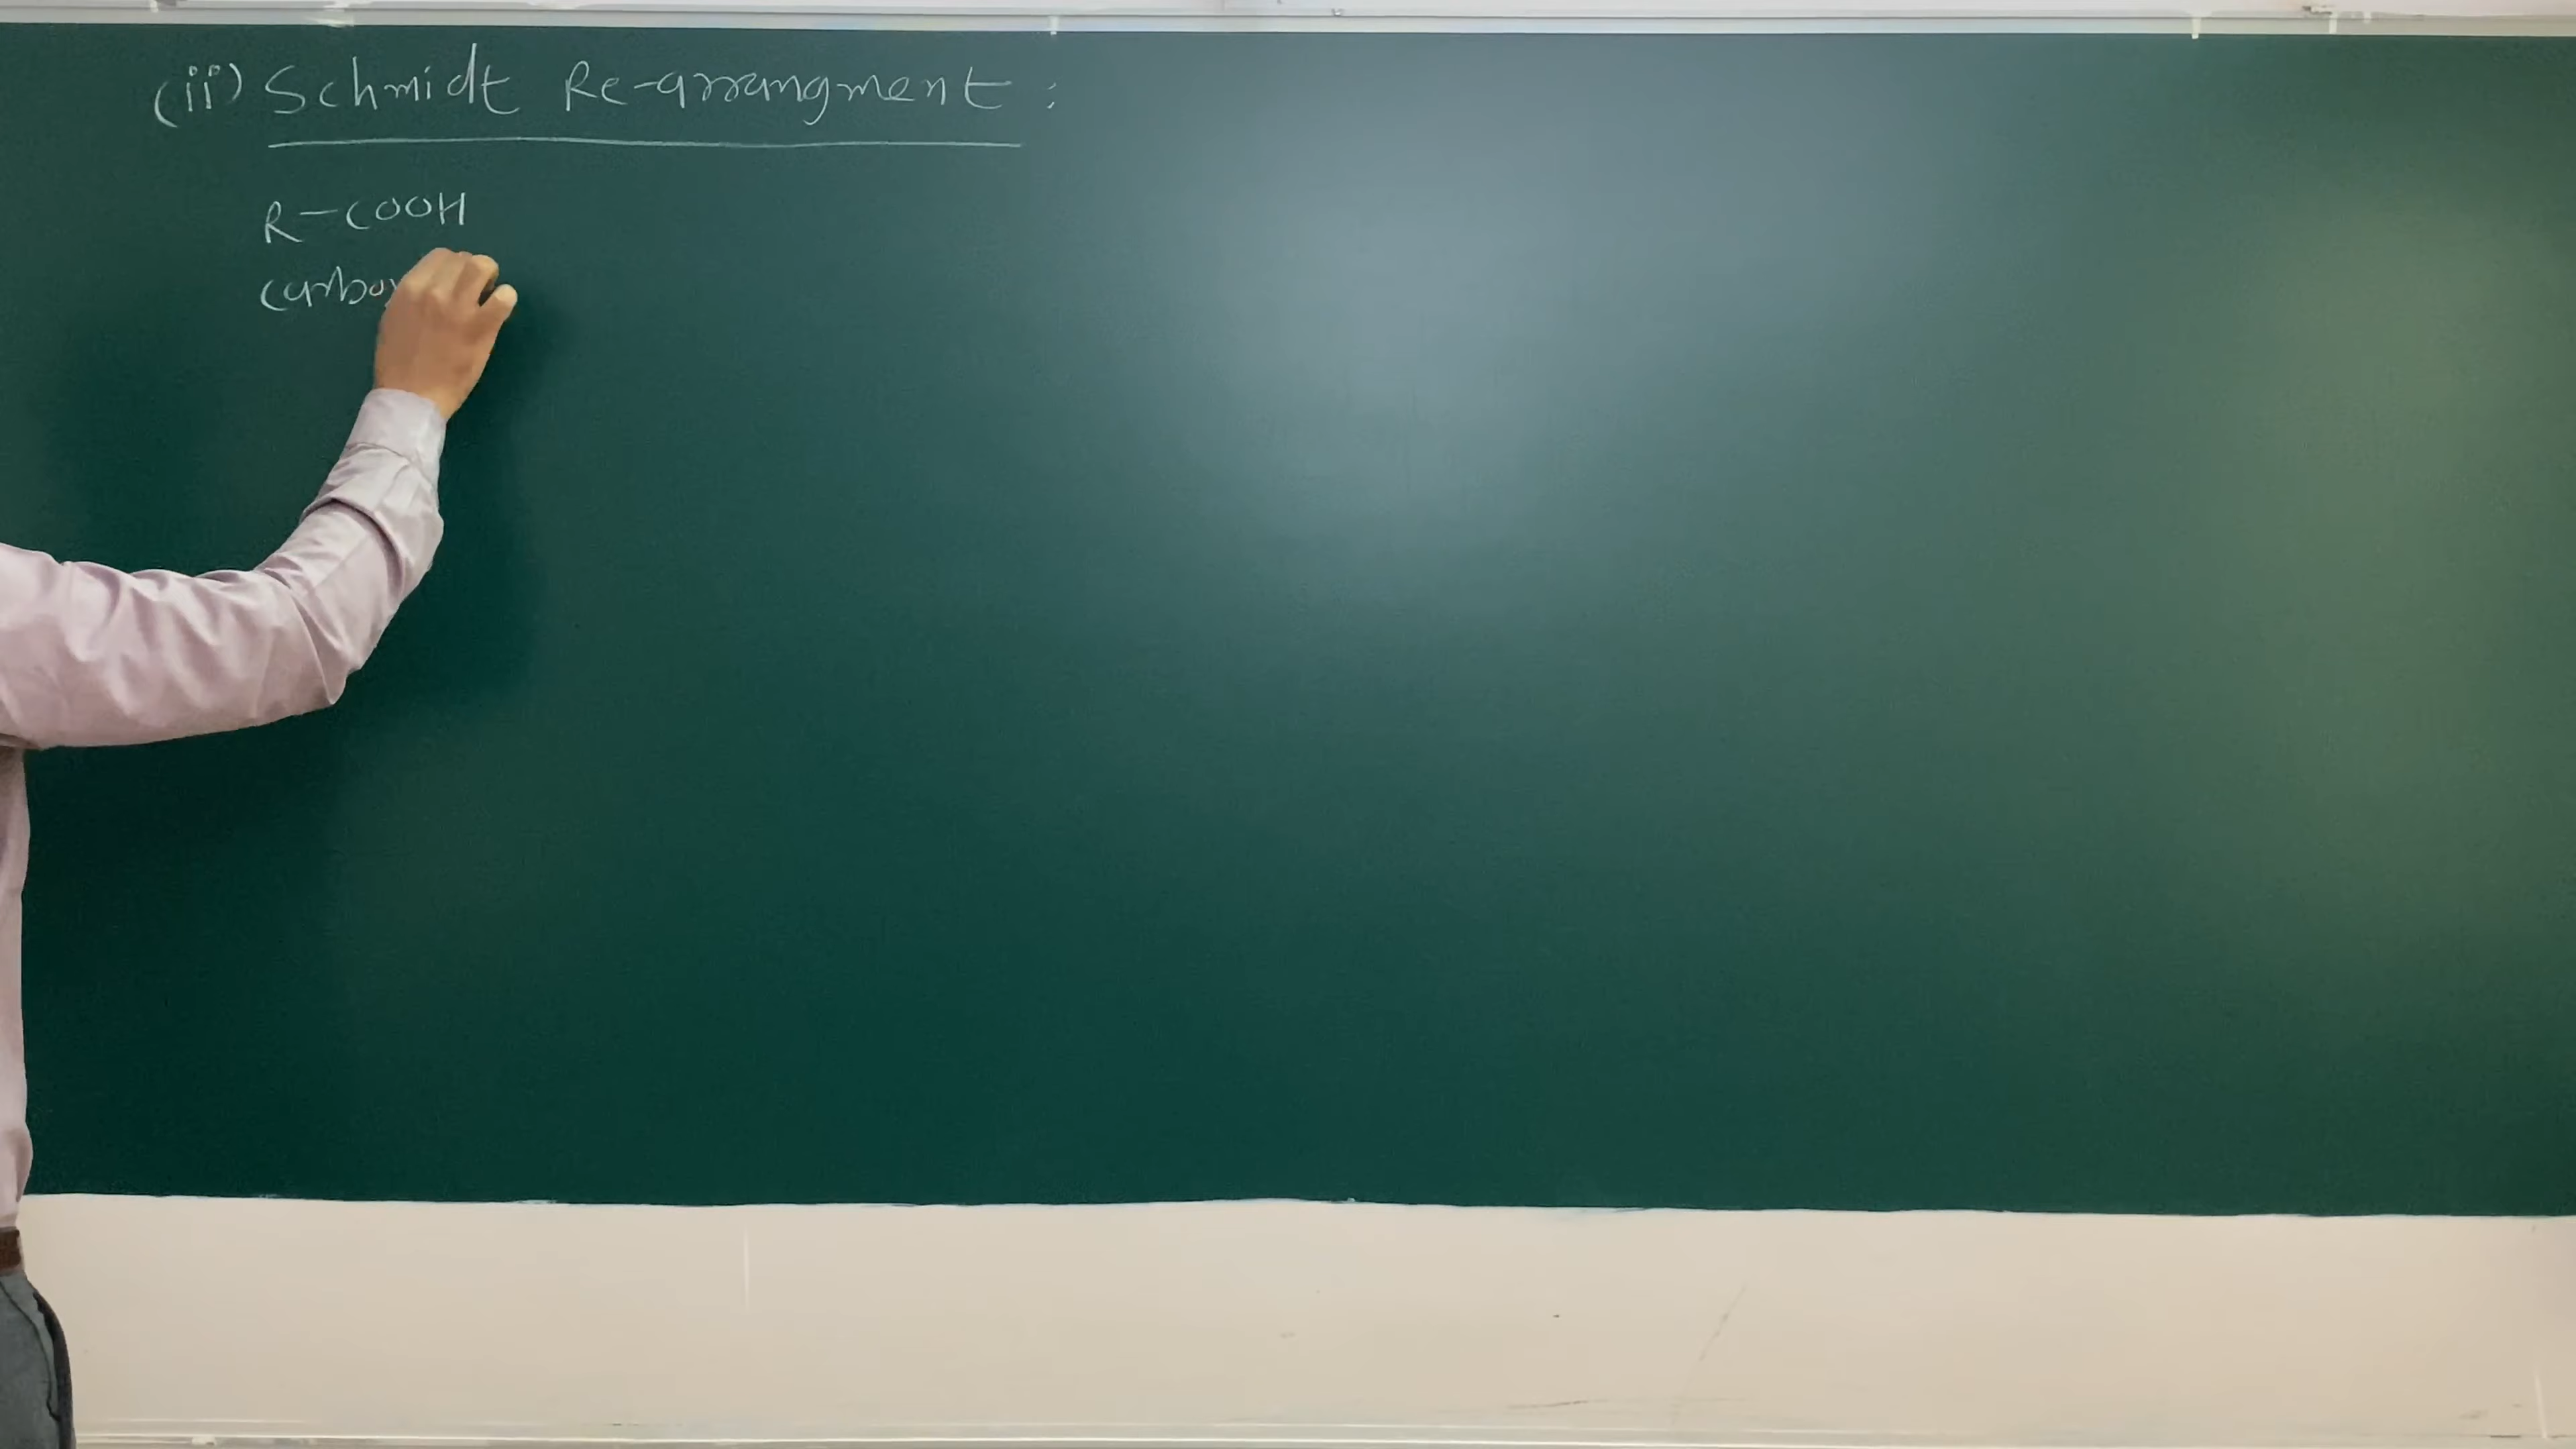 (ii) Schmidt Re-arrangment :
R-COOH